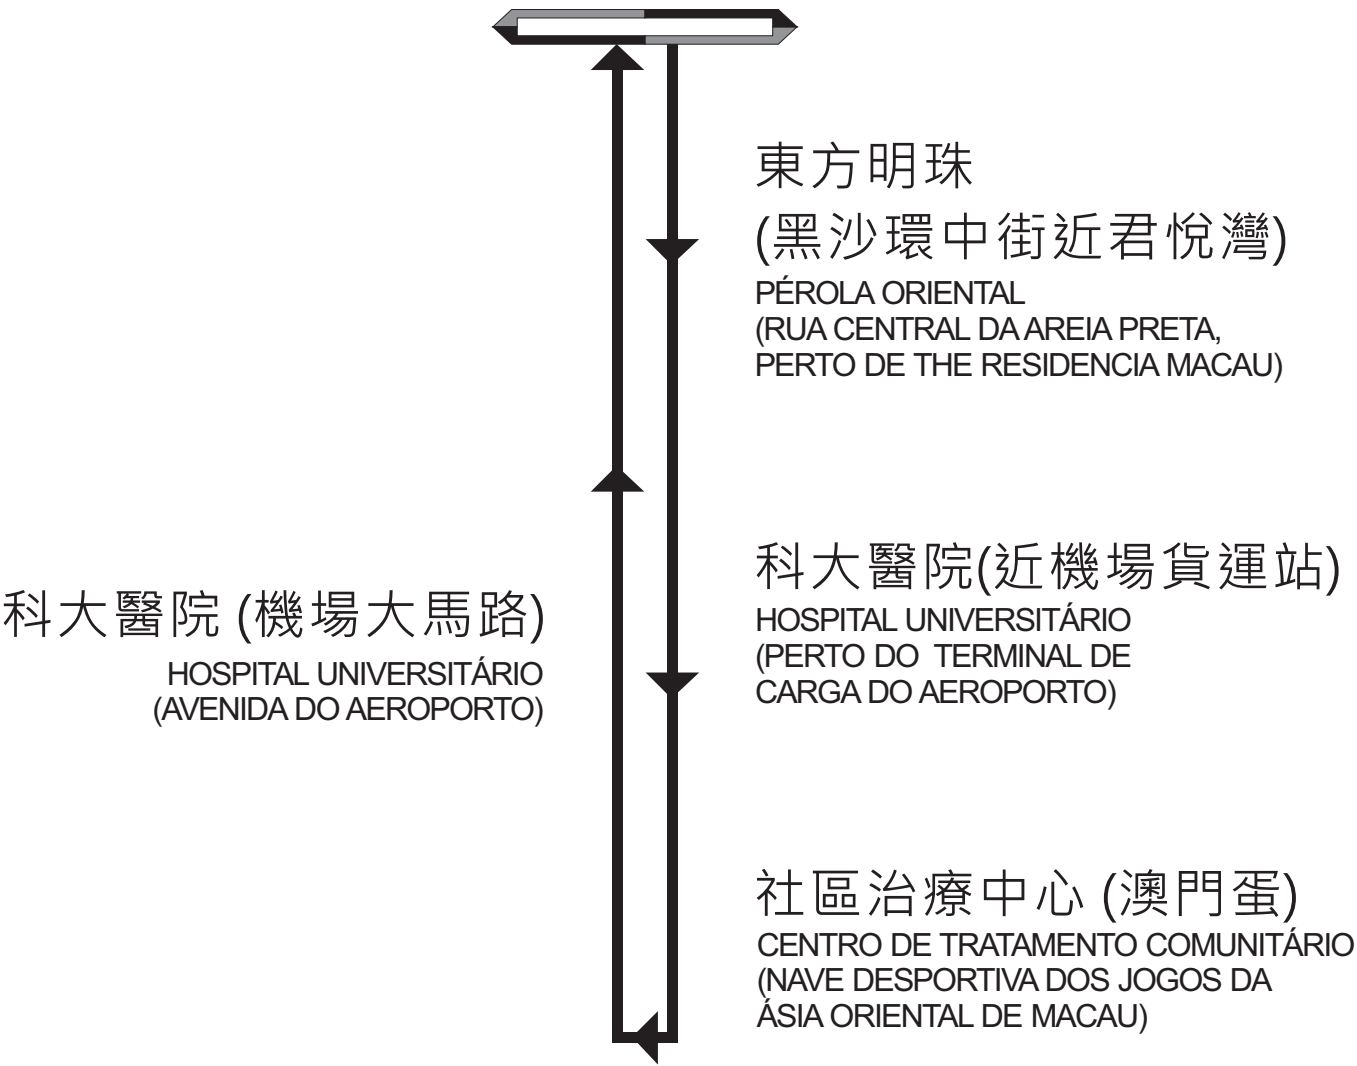 東方明珠
(黑沙環中街近君悅灣)
PÉROLA ORIENTAL
(RUA CENTRAL DA AREIA PRETA,
PERTO DE THE RESIDENCIA MACAU)
科大醫院(近機場貨運站)
HOSPITAL UNIVERSITÁRIO
(PERTO DO TERMINAL DE
CARGA DO AEROPORTO)
科大醫院 (機場大馬路)
HOSPITAL UNIVERSITÁRIO
(AVENIDA DO AEROPORTO)
社區治療中心 (澳門蛋)
CENTRO DE TRATAMENTO COMUNITÁRIO
(NAVE DESPORTIVA DOS JOGOS DA
ÁSIA ORIENTAL DE MACAU)